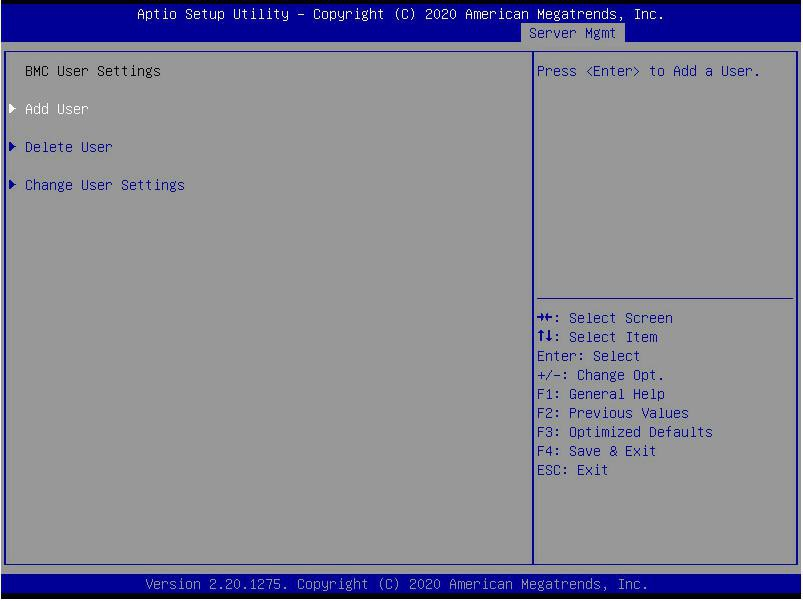 Aptio Setup Utility – Copyright (C) 2020 American Megatrends, Inc.
Server Mgmt
BMC User Settings
▶ Add User
▶ Delete User
▶ Change User Settings
Press <Enter> to Add a User.
→←: Select Screen
↑↓: Select Item
Enter: Select
+/–: Change Opt.
F1: General Help
F2: Previous Values
F3: Optimized Defaults
F4: Save & Exit
ESC: Exit
Version 2.20.1275. Copyright (C) 2020 American Megatrends, Inc.